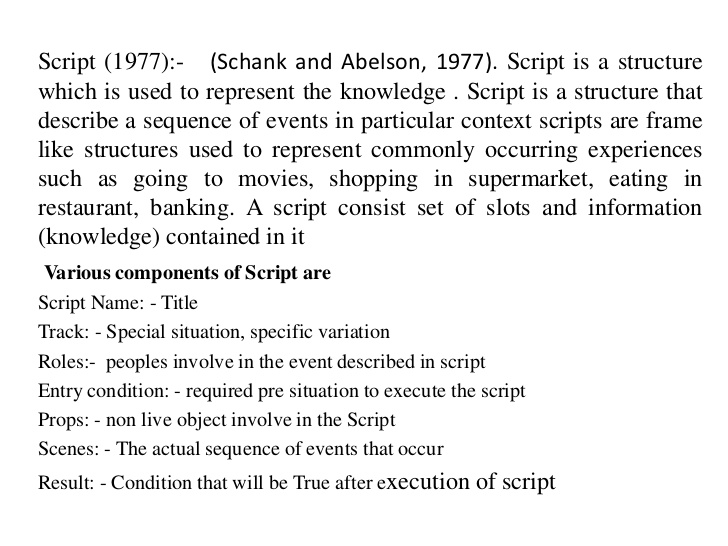 Script (1977):- (Schank and Abelson, 1977). Script is a structure
which is used to represent the knowledge . Script is a structure that
describe a sequence of events in particular context scripts are frame
like structures used to represent commonly occurring experiences
such as going to movies, shopping in supermarket, eating in
restaurant, banking. A script consist set of slots and information
(knowledge) contained in it
Various components of Script are
Script Name: - Title
Track: - Special situation, specific variation
Roles:- peoples involve in the event described in script
Entry condition: - required pre situation to execute the script
Props: - non live object involve in the Script
Scenes: - The actual sequence of events that occur
Result: - Condition that will be True after execution of script